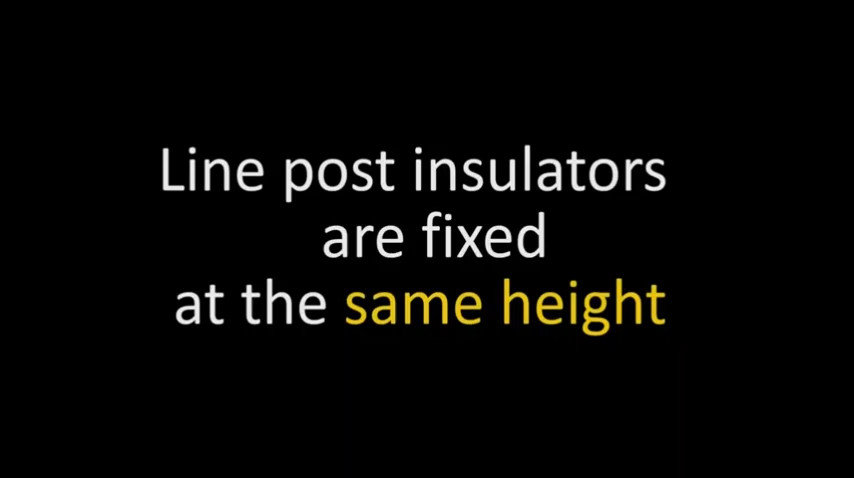 Line post insulators
are fixed
at the same height